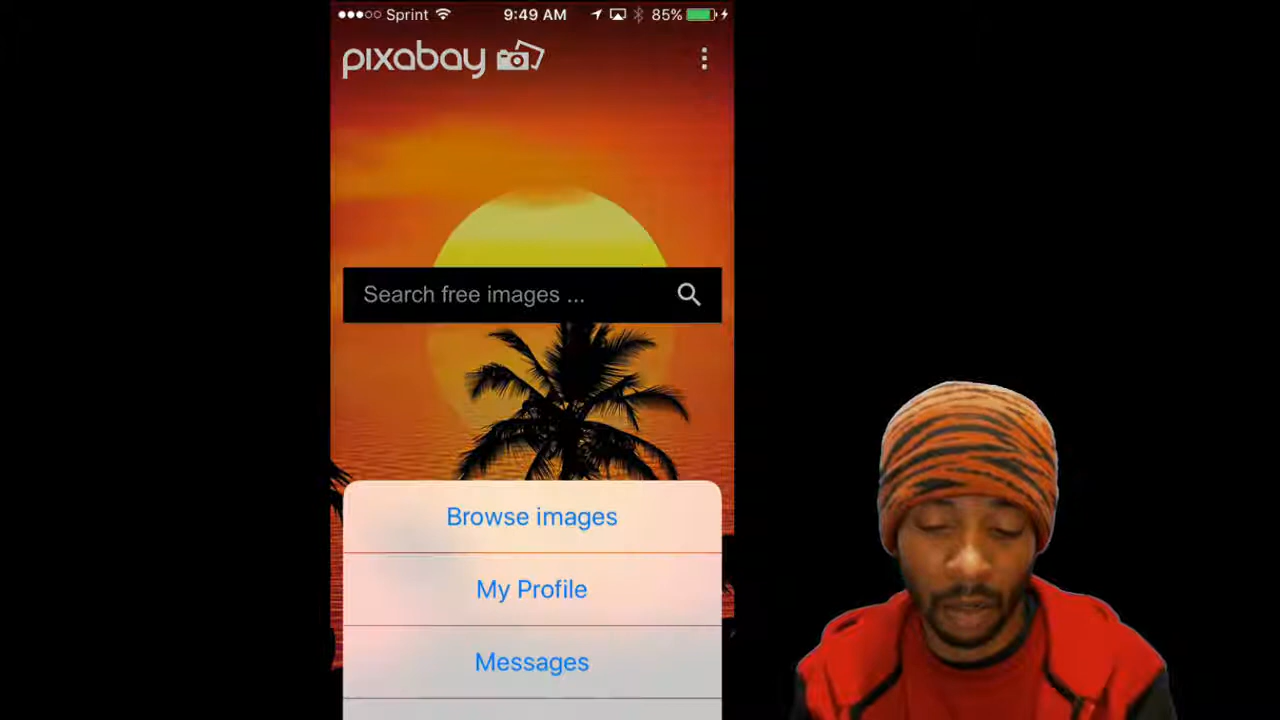 Sprint 9:49 AM 85%
pixabay
Search free images ...
Browse images
My Profile
Messages